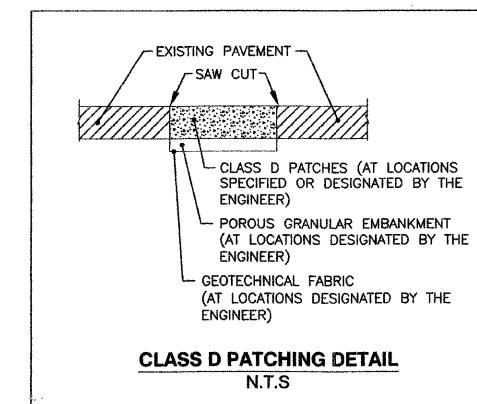 EXISTING PAVEMENT
SAW CUT
CLASS D PATCHES (AT LOCATIONS
SPECIFIED OR DESIGNATED BY THE
ENGINEER)
POROUS GRANULAR EMBANKMENT
(AT LOCATIONS DESIGNATED BY THE
ENGINEER)
GEOTECHNICAL FABRIC
(AT LOCATIONS DESIGNATED BY THE
ENGINEER)
CLASS D PATCHING DETAIL
N.T.S